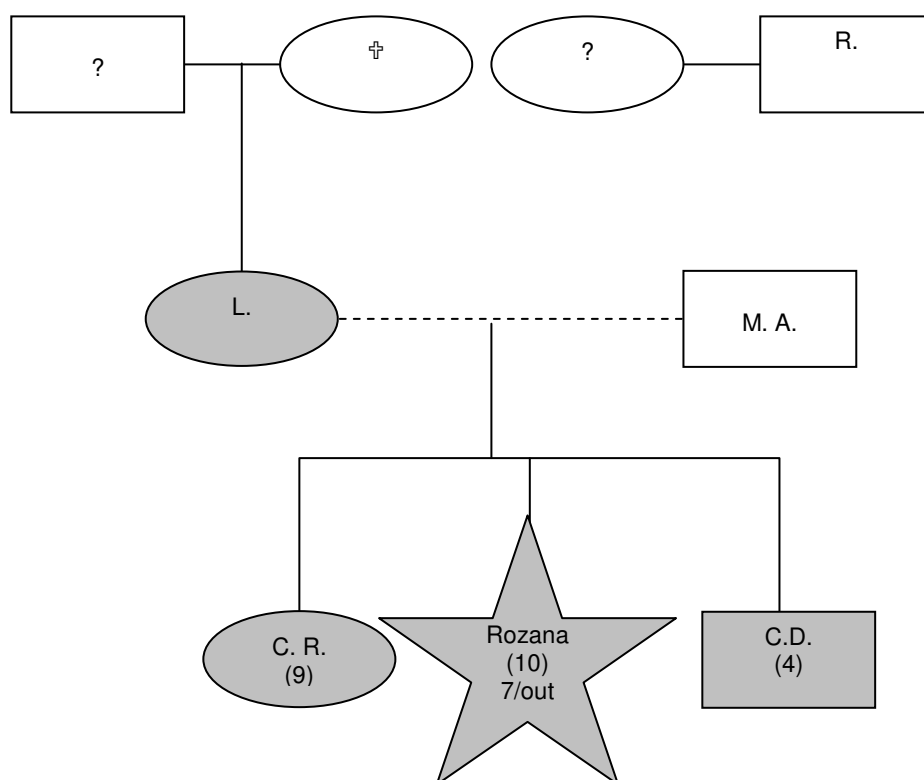 ?
✞
?
R.
L.
M. A.
C. R.
(9)
Rozana
(10)
7/out
C.D.
(4)